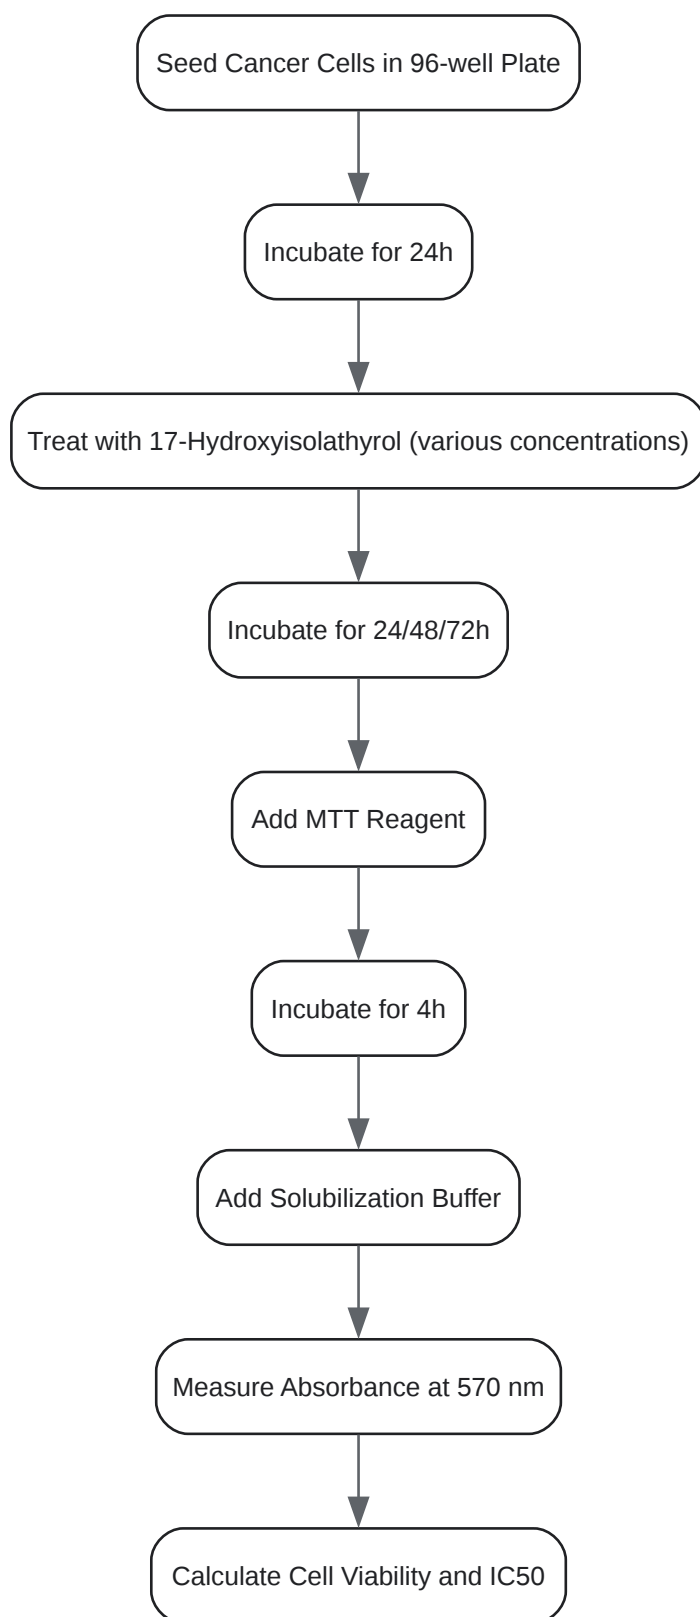 Seed Cancer Cells in 96-well Plate
Incubate for 24h
Treat with 17-Hydroxyisolathyrol (various concentrations)
Incubate for 24/48/72h
Add MTT Reagent
Incubate for 4h
Add Solubilization Buffer
Measure Absorbance at 570 nm
Calculate Cell Viability and IC50